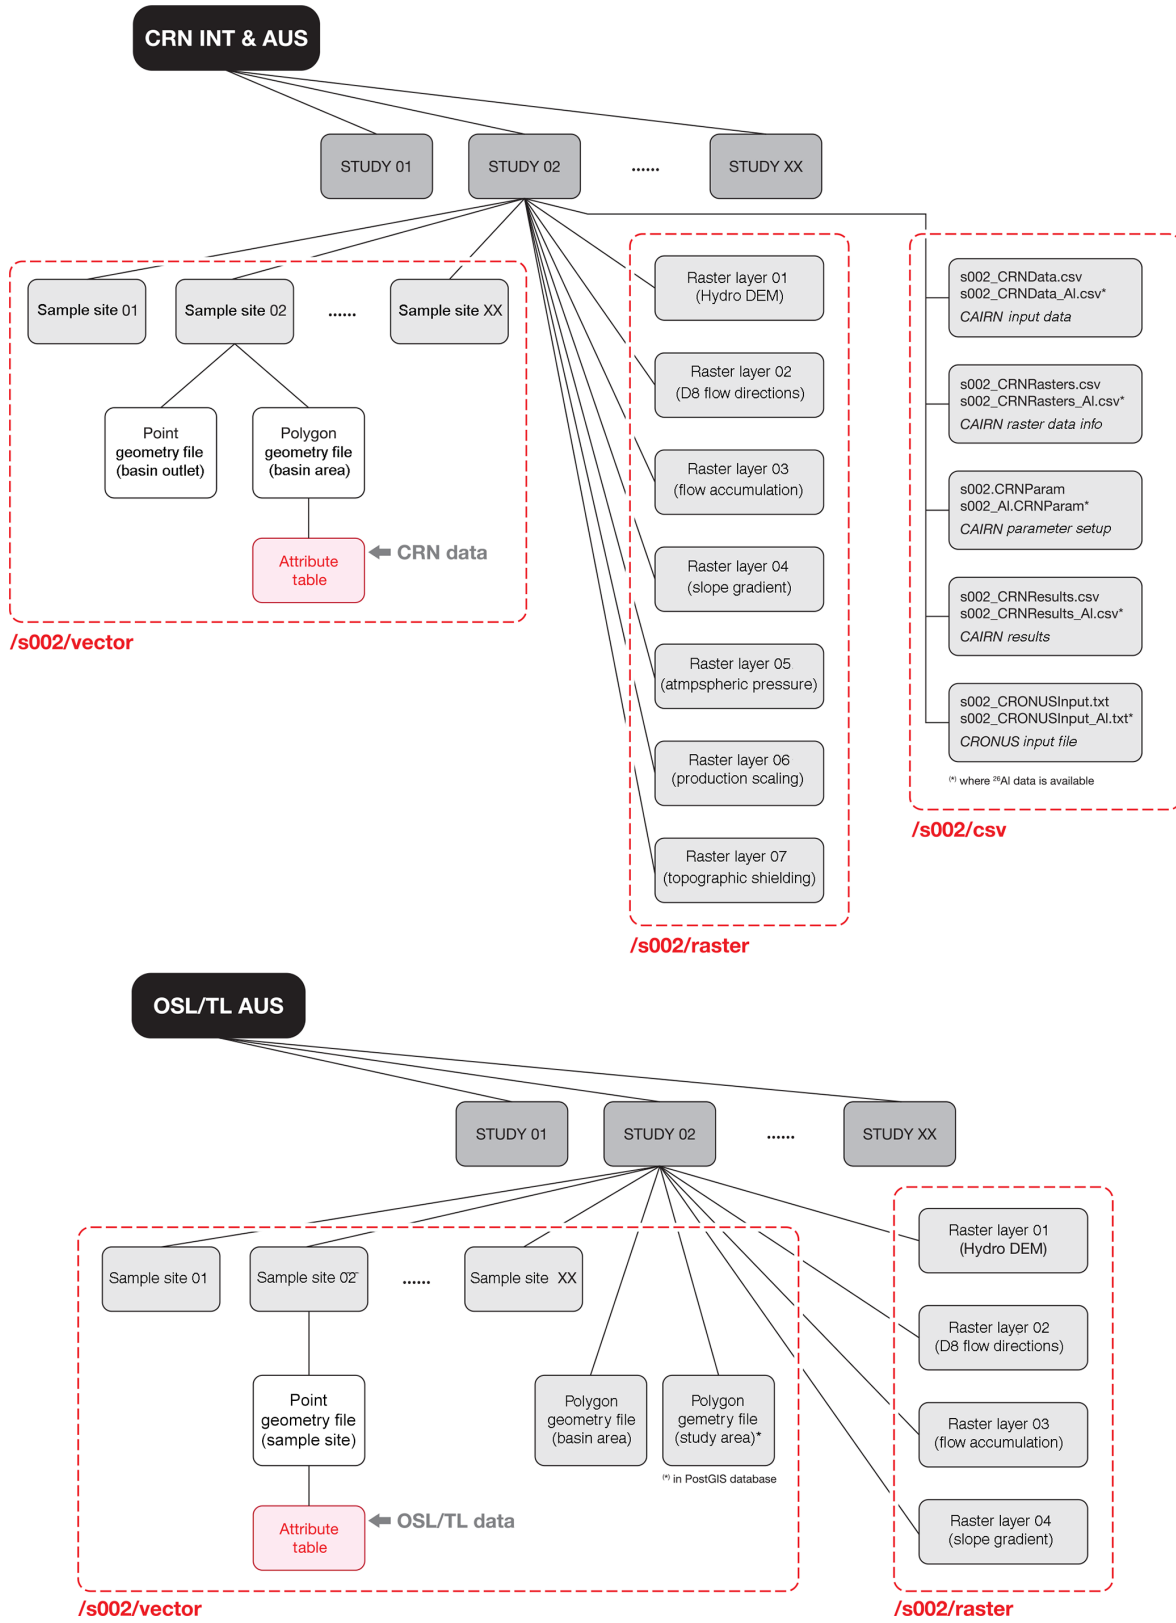 CRN INT & AUS
STUDY 01
STUDY 02
......
STUDY XX
Sample site 01
Sample site 02
......
Sample site XX
Point
geometry file
(basin outlet)
Polygon
geometry file
(basin area)
Attribute
table
CRN data
/s002/vector
Raster layer 01
(Hydro DEM)
Raster layer 02
(D8 flow directions)
Raster layer 03
(flow accumulation)
Raster layer 04
(slope gradient)
Raster layer 05
(atmpspheric pressure)
Raster layer 06
(production scaling)
Raster layer 07
(topographic shielding)
/s002/raster
s002_CRNData.csv
s002_CRNData_Al.csv*
CAIRN input data
s002_CRNRasters.csv
s002_CRNRasters_Al.csv*
CAIRN raster data info
s002.CRNParam
s002_Al.CRNParam*
CAIRN parameter setup
s002_CRNResults.csv
s002_CRNResults_Al.csv*
CAIRN results
s002_CRONUSInput.txt
s002_CRONUSInput_Al.txt*
CRONUS input file
(*) where ²⁶Al data is available
/s002/csv
OSL/TL AUS
STUDY 01
STUDY 02
......
STUDY XX
Sample site 01
Sample site 02
......
Sample site XX
Point
geometry file
(sample site)
Attribute
table
OSL/TL data
Polygon
geometry file
(basin area)
Polygon
gemetry file
(study area)*
(*) in PostGIS database
/s002/vector
Raster layer 01
(Hydro DEM)
Raster layer 02
(D8 flow directions)
Raster layer 03
(flow accumulation)
Raster layer 04
(slope gradient)
/s002/raster